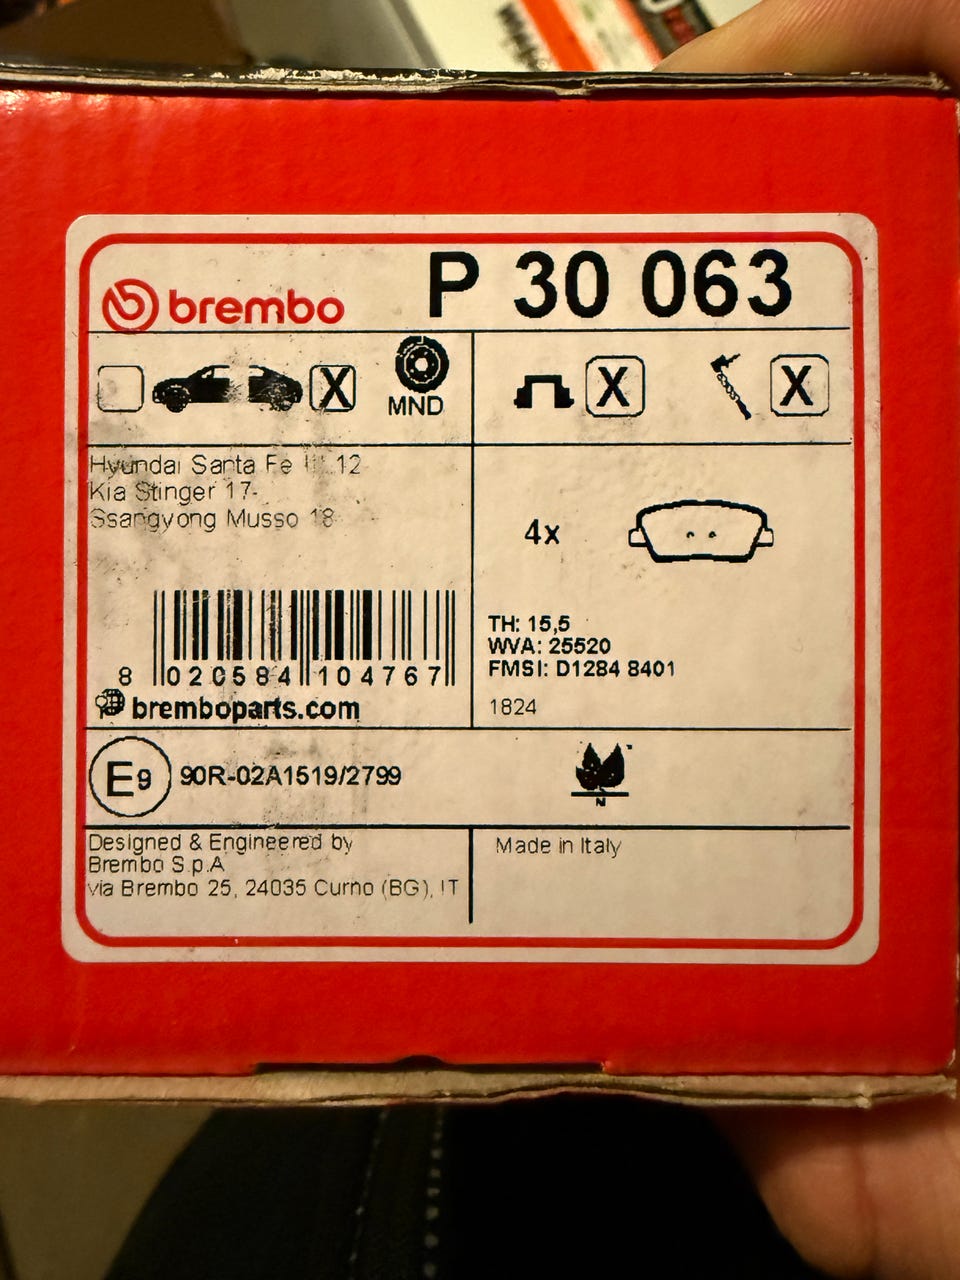 brembo
P 30 063
X
MND
X
X
Hyundai Santa Fe 12
Kia Stinger 17-
Ssangyong Musso 18-
4x
TH: 15,5
WVA: 25520
FMSI: D1284 8401
1824
8 020584 104767
bremboparts.com
E9 90R-02A1519/2799
N
Designed & Engineered by
Brembo S.p.A
via Brembo 25, 24035 Curno (BG), IT
Made in Italy